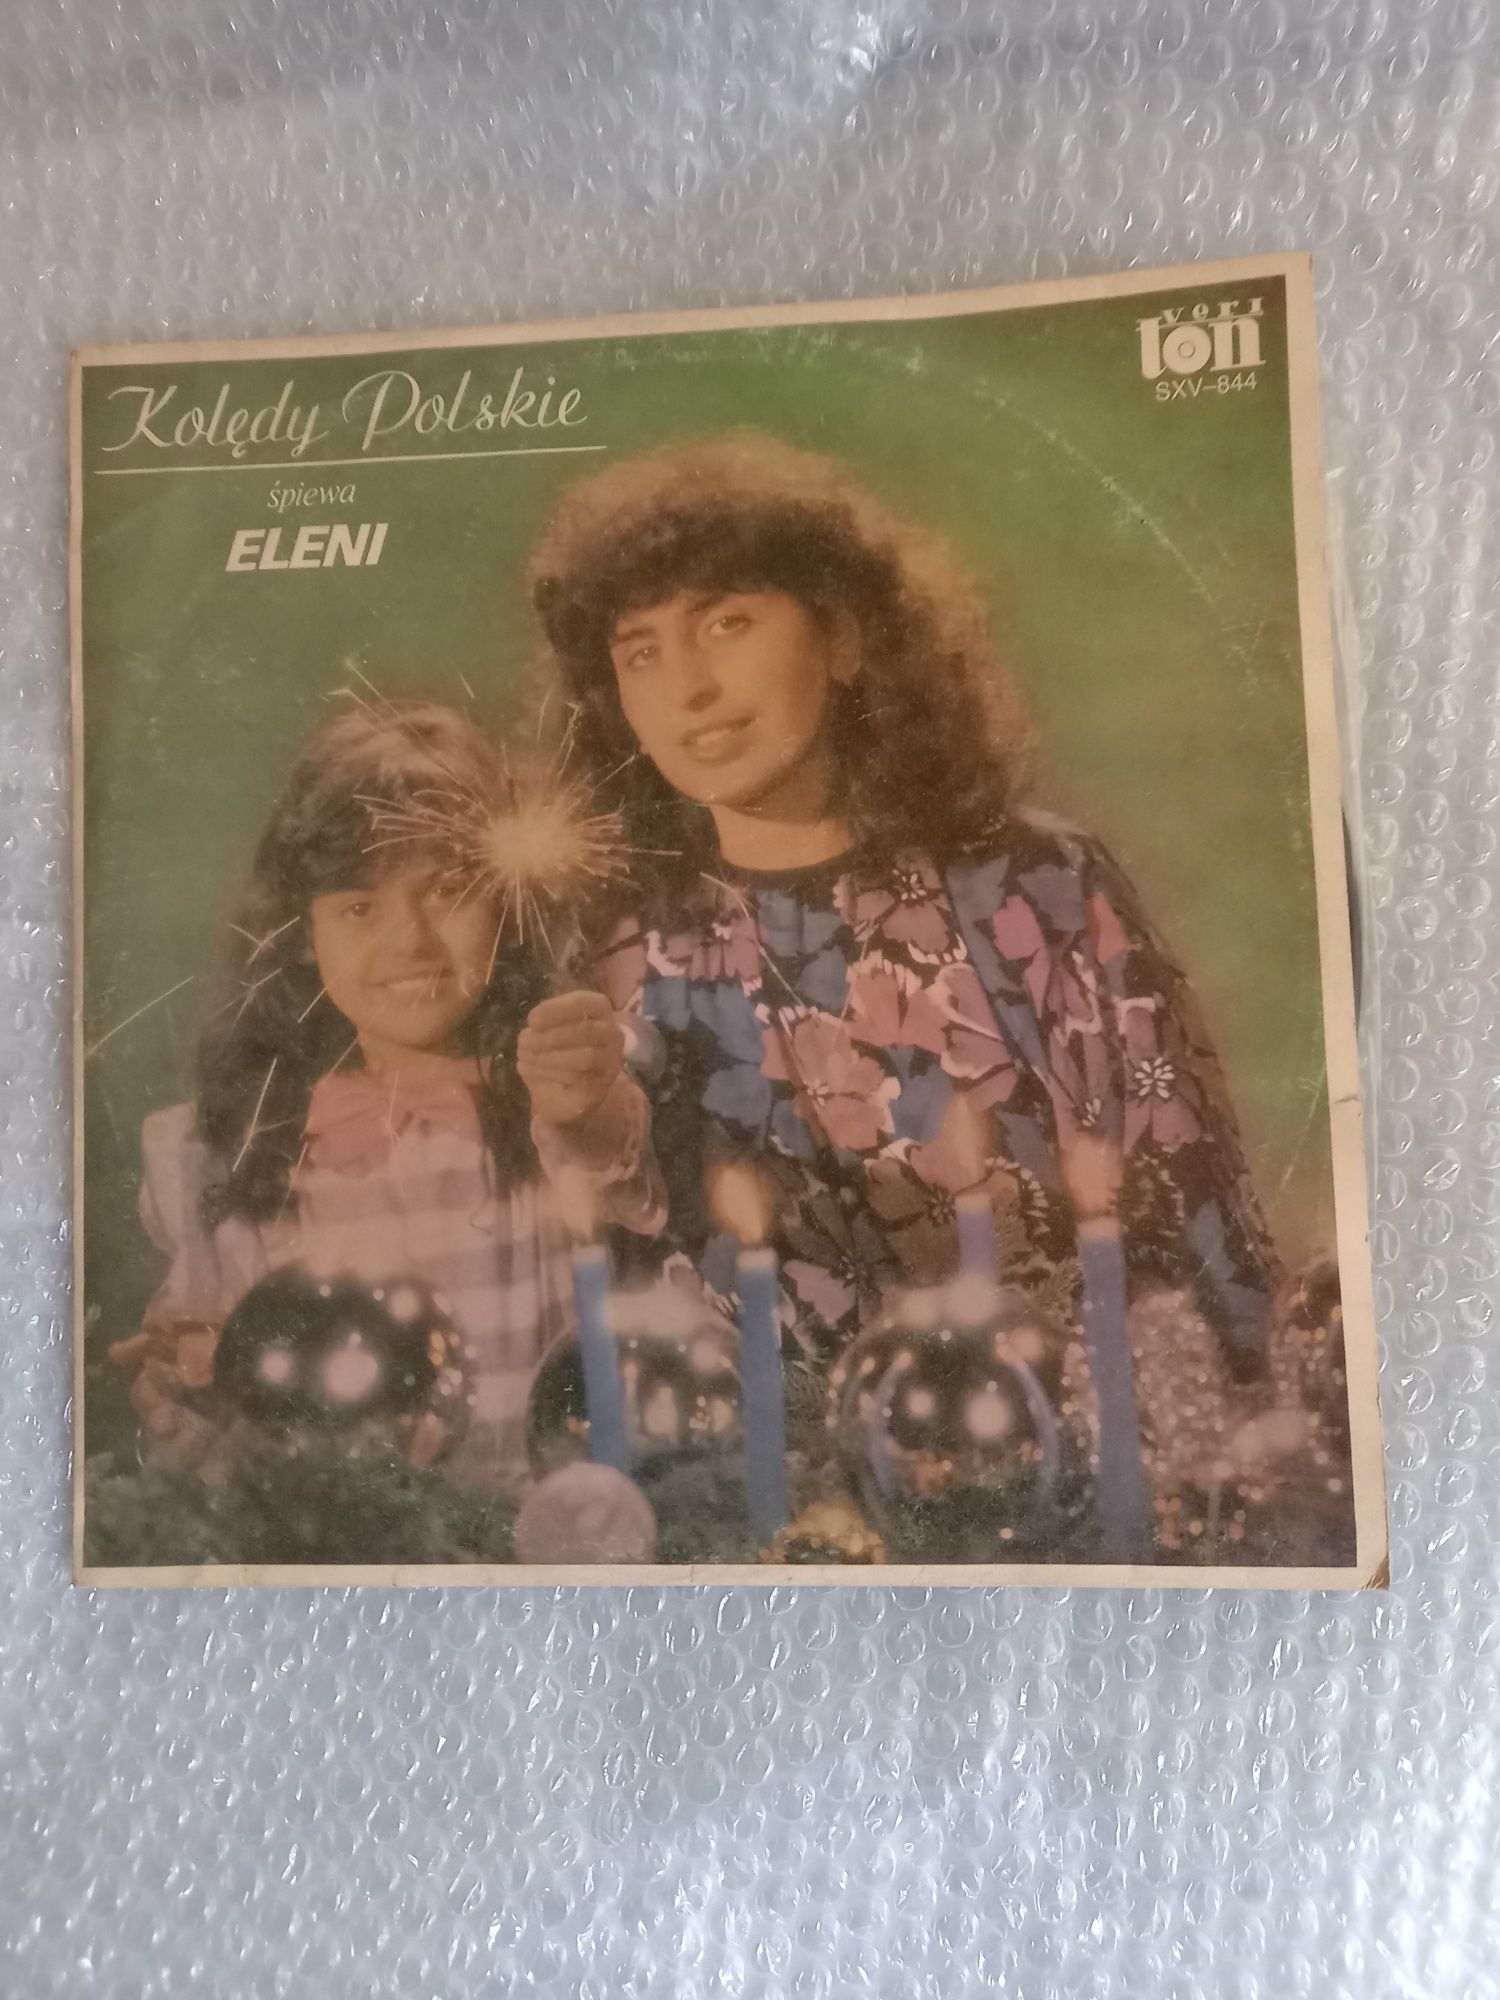 Kolędy Polskie
śpiewa
ELENI
veri
ton
SXV-844